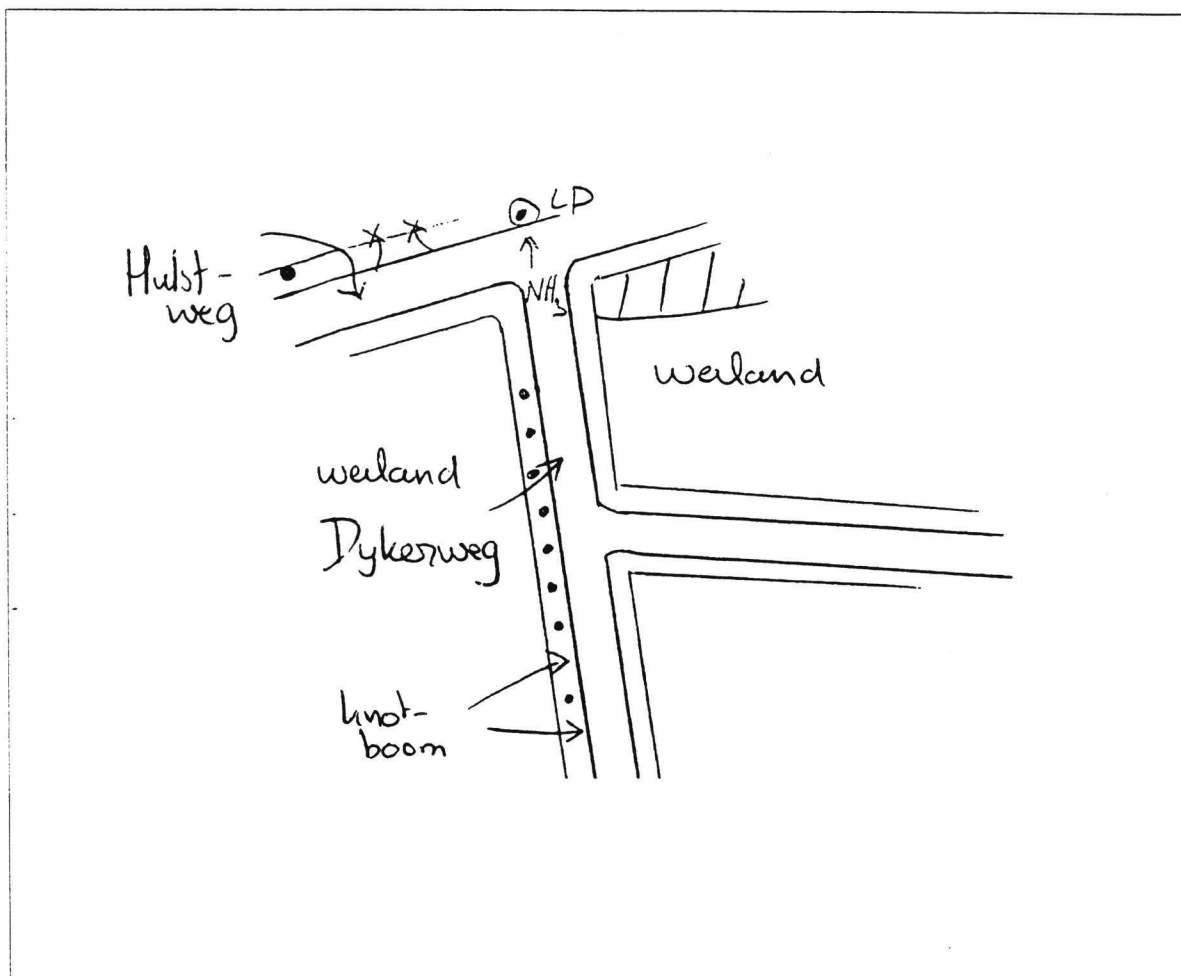 LP
Hulst-
weg
NH3
weiland
weiland
Dykerweg
knot-
boom